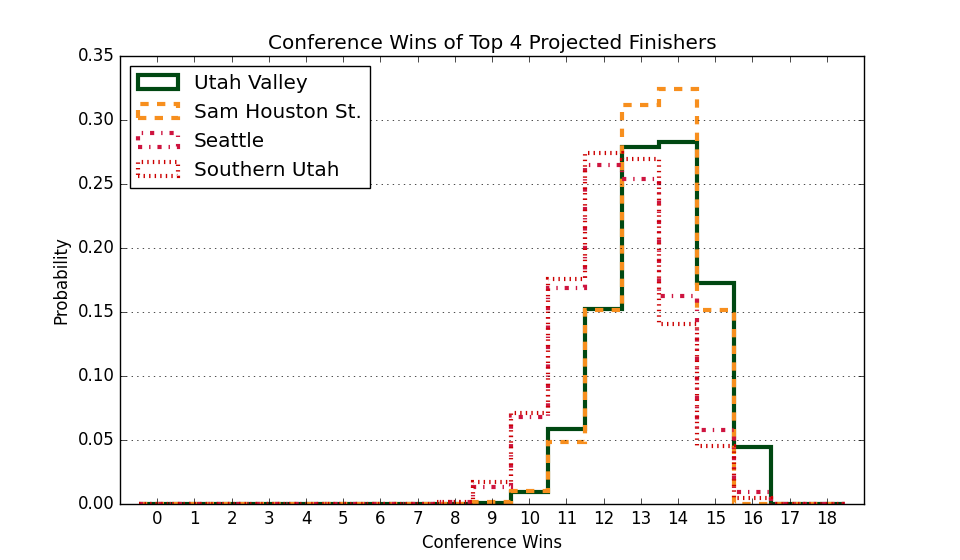 Conference Wins of Top 4 Projected Finishers
Utah Valley
Sam Houston St.
Seattle
Southern Utah
0.35
0.30
0.25
0.20
0.15
0.10
0.05
0.00
Probability
0 1 2 3 4 5 6 7 8 9 10 11 12 13 14 15 16 17 18
Conference Wins